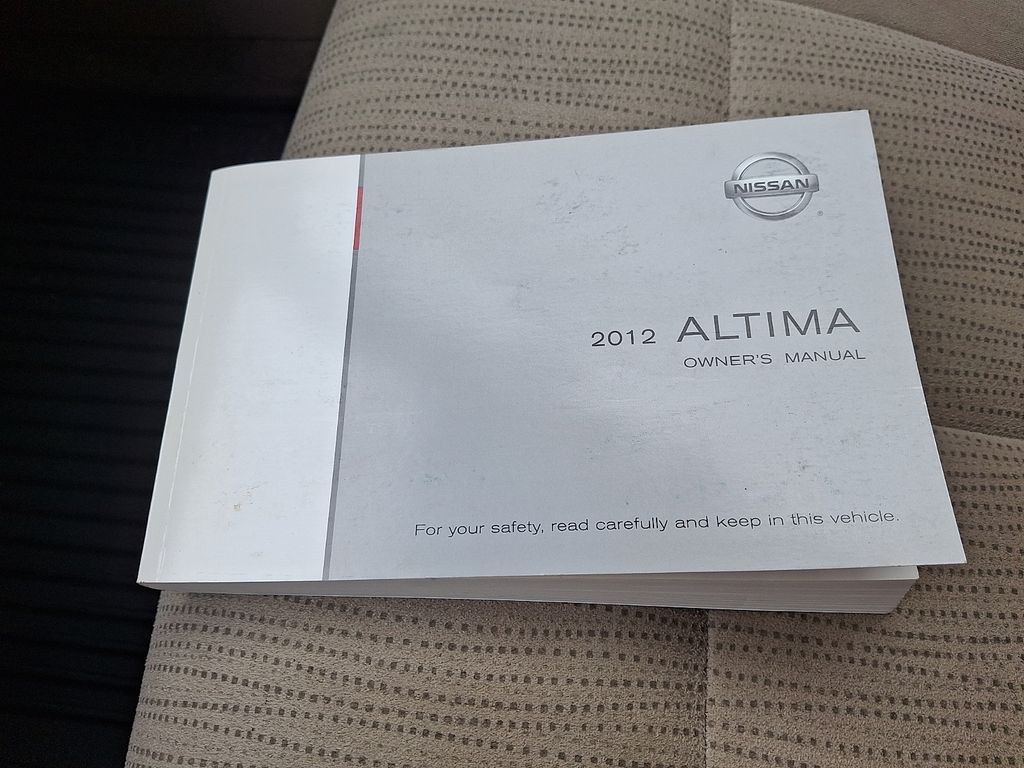 NISSAN
®
2012 ALTIMA
OWNER'S MANUAL
For your safety, read carefully and keep in this vehicle.